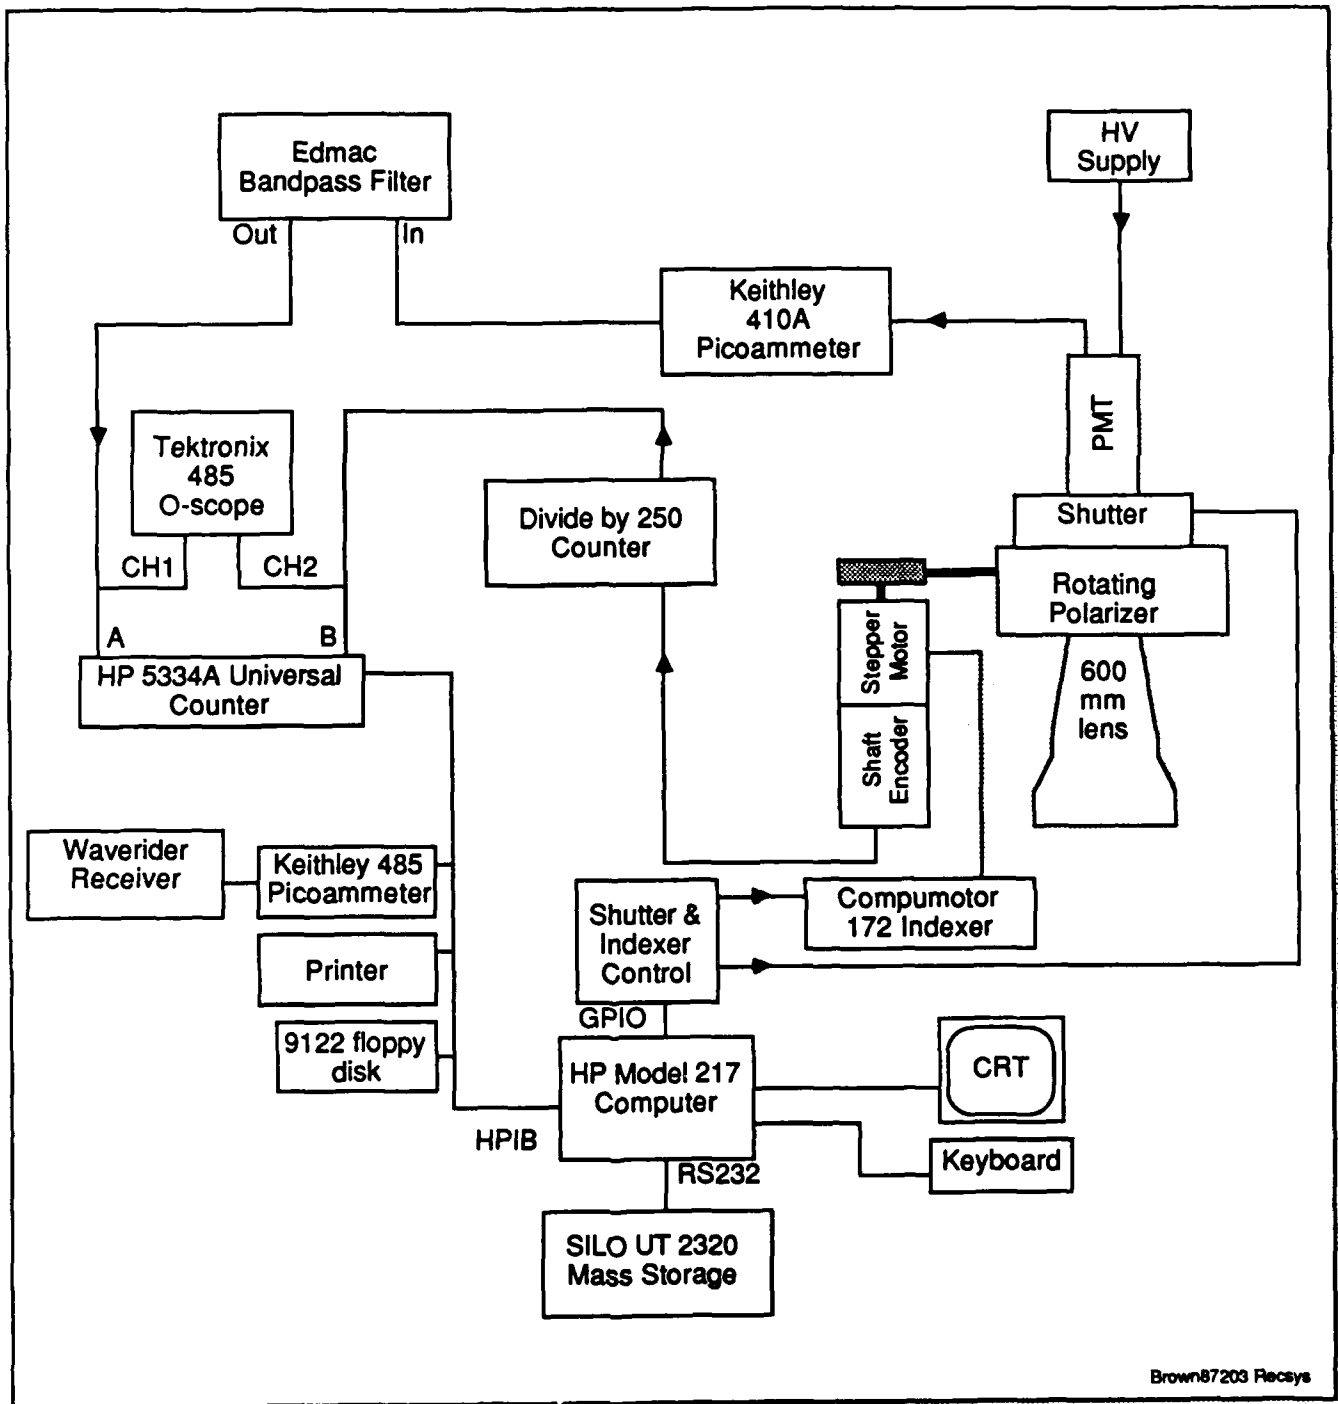 Edmac
Bandpass Filter
Out
In
HV
Supply
Keithley
410A
Picoammeter
PMT
Tektronix
485
O-scope
CH1
CH2
Divide by 250
Counter
Shutter
Rotating
Polarizer
600
mm
lens
Stepper
Motor
Shaft
Encoder
A
B
HP 5334A Universal
Counter
Waverider
Receiver
Keithley 485
Picoammeter
Printer
9122 floppy
disk
Shutter &
Indexer
Control
Compumotor
172 Indexer
GPIO
HP Model 217
Computer
CRT
Keyboard
HPIB
RS232
SILO UT 2320
Mass Storage
Brown87203 Recsys